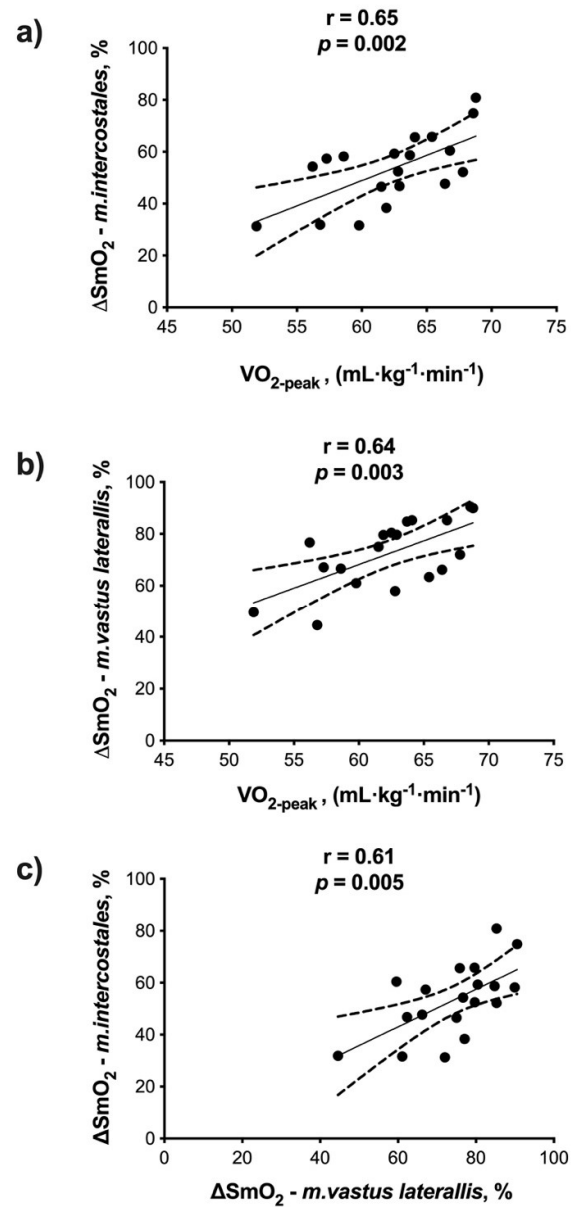 a)
r = 0.65
p = 0.002
ΔSmO₂ - m.intercostales, %
100
80
60
40
20
0
45 50 55 60 65 70 75
VO₂₋peak , (mL·kg⁻¹·min⁻¹)
b)
r = 0.64
p = 0.003
ΔSmO₂ - m.vastus laterallis, %
100
80
60
40
20
0
45 50 55 60 65 70 75
VO₂₋peak , (mL·kg⁻¹·min⁻¹)
c)
r = 0.61
p = 0.005
ΔSmO₂ - m.intercostales, %
100
80
60
40
20
0
0 20 40 60 80 100
ΔSmO₂ - m.vastus laterallis, %